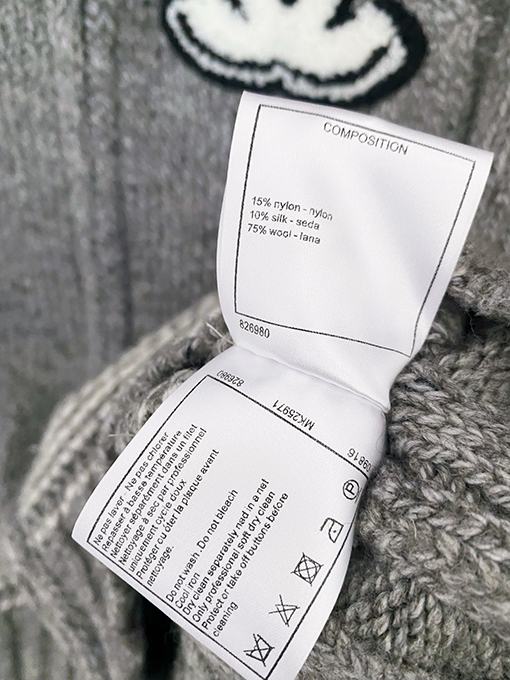 COMPOSITION
15% nylon - nylon
10% silk - seda
75% wool - lana
826980
826980
MK25971
09816
Ne pas laver. Ne pas chlorer
Repasser à basse température
Nettoyer séparément dans un filet
Nettoyage à sec par professionnel
uniquement cycle doux
Protéger ou ôter la plaque avant
nettoyage.
Do not wash. Do not bleach
Cool iron
Dry clean separately nad in a net
Only professional soft dry clean
Protect or take off buttons before
cleaning
P